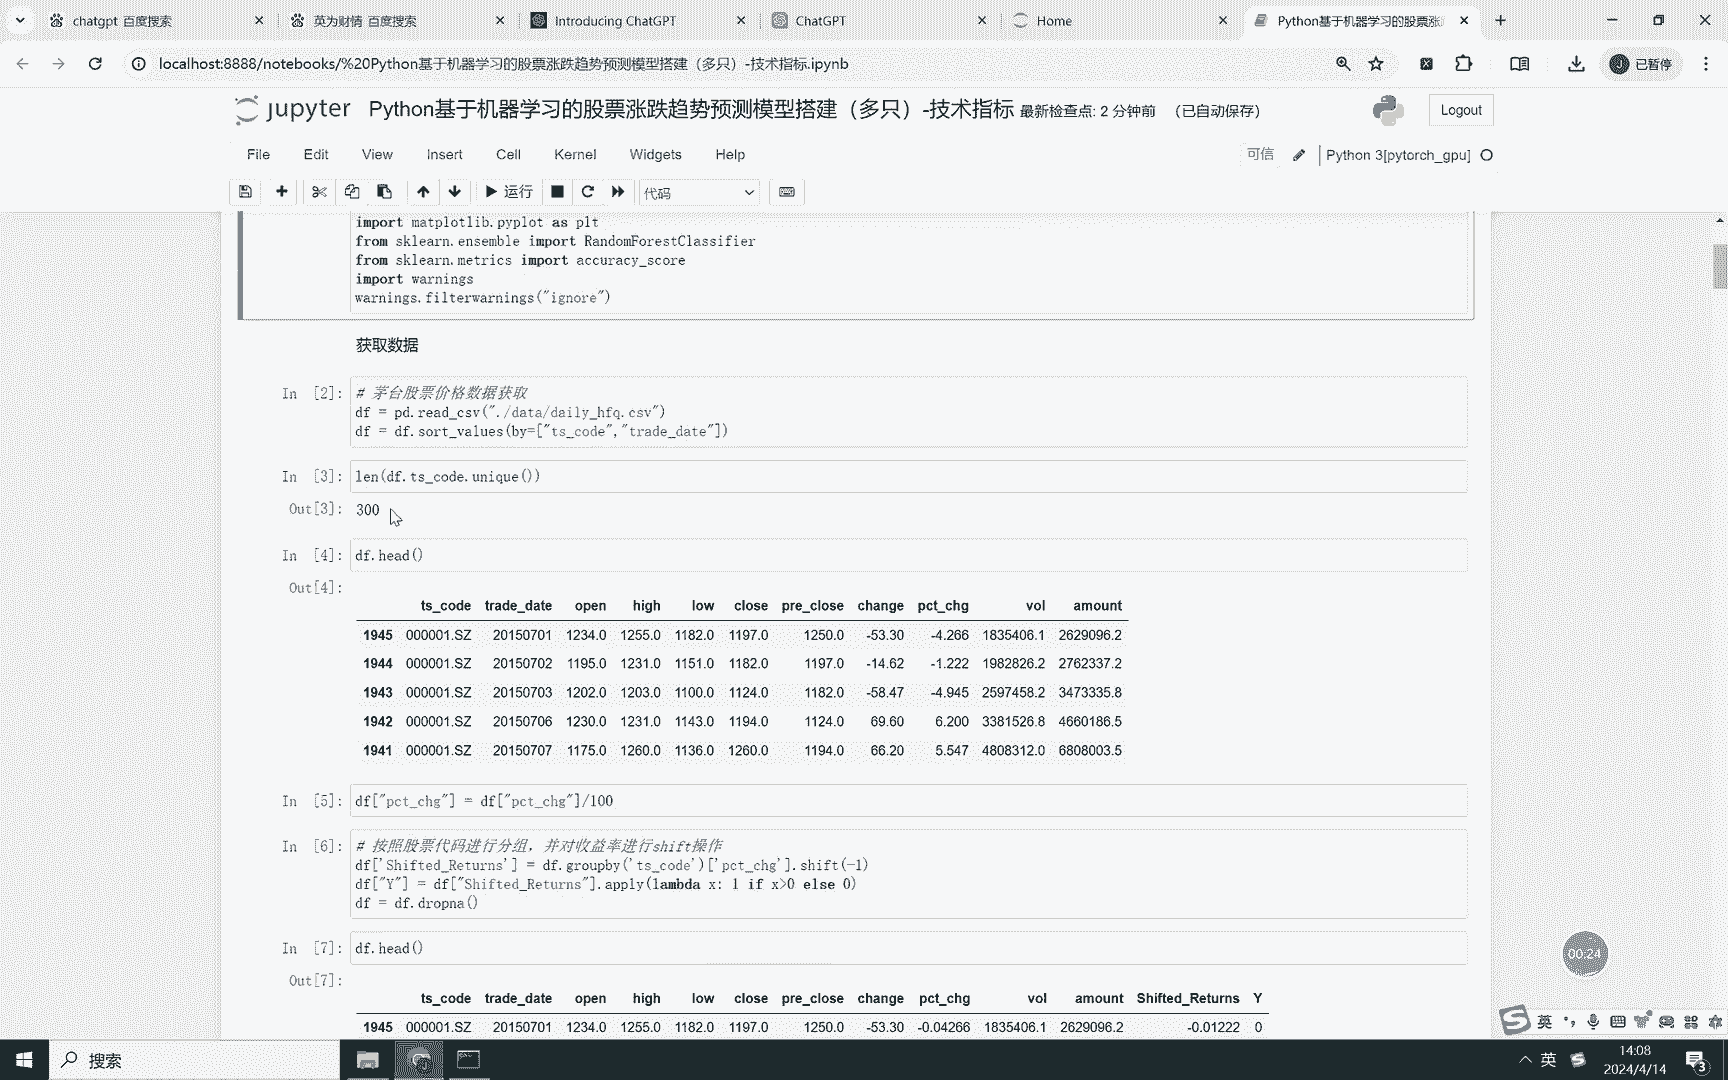 chatgpt 百度搜索
英为财情 百度搜索
Introducing ChatGPT
ChatGPT
Home
Python基于机器学习的股票涨
localhost:8888/notebooks/%20Python基于机器学习的股票涨跌趋势预测模型搭建（多只）-技术指标.ipynb
已暂停
jupyter Python基于机器学习的股票涨跌趋势预测模型搭建（多只）-技术指标 最新检查点: 2 分钟前 （已自动保存） Logout
File Edit View Insert Cell Kernel Widgets Help 可信 Python 3[pytorch_gpu]
运行 代码
import matplotlib.pyplot as plt
from sklearn.ensemble import RandomForestClassifier
from sklearn.metrics import accuracy_score
import warnings
warnings.filterwarnings("ignore")
获取数据
In [2]: # 茅台股票价格数据获取
df = pd.read_csv("./data/daily_hfq.csv")
df = df.sort_values(by=["ts_code","trade_date"])
In [3]: len(df.ts_code.unique())
Out[3]: 300
In [4]: df.head()
Out[4]:
ts_code trade_date open high low close pre_close change pct_chg vol amount
1945 000001.SZ 20150701 1234.0 1255.0 1182.0 1197.0 1250.0 -53.30 -4.266 1835406.1 2629096.2
1944 000001.SZ 20150702 1195.0 1231.0 1151.0 1182.0 1197.0 -14.62 -1.222 1982826.2 2762337.2
1943 000001.SZ 20150703 1202.0 1203.0 1100.0 1124.0 1182.0 -58.47 -4.945 2597458.2 3473335.8
1942 000001.SZ 20150706 1230.0 1231.0 1143.0 1194.0 1124.0 69.60 6.200 3381526.8 4660186.5
1941 000001.SZ 20150707 1175.0 1260.0 1136.0 1260.0 1194.0 66.20 5.547 4808312.0 6808003.5
In [5]: df["pct_chg"] = df["pct_chg"]/100
In [6]: # 按照股票代码进行分组，并对收益率进行shift操作
df['Shifted_Returns'] = df.groupby('ts_code')['pct_chg'].shift(-1)
df["Y"] = df["Shifted_Returns"].apply(lambda x: 1 if x>0 else 0)
df = df.dropna()
In [7]: df.head()
Out[7]:
ts_code trade_date open high low close pre_close change pct_chg vol amount Shifted_Returns Y
1945 000001.SZ 20150701 1234.0 1255.0 1182.0 1197.0 1250.0 -53.30 -0.04266 1835406.1 2629096.2 -0.01222 0
00:24
英
搜索
英
14:08
2024/4/14
3